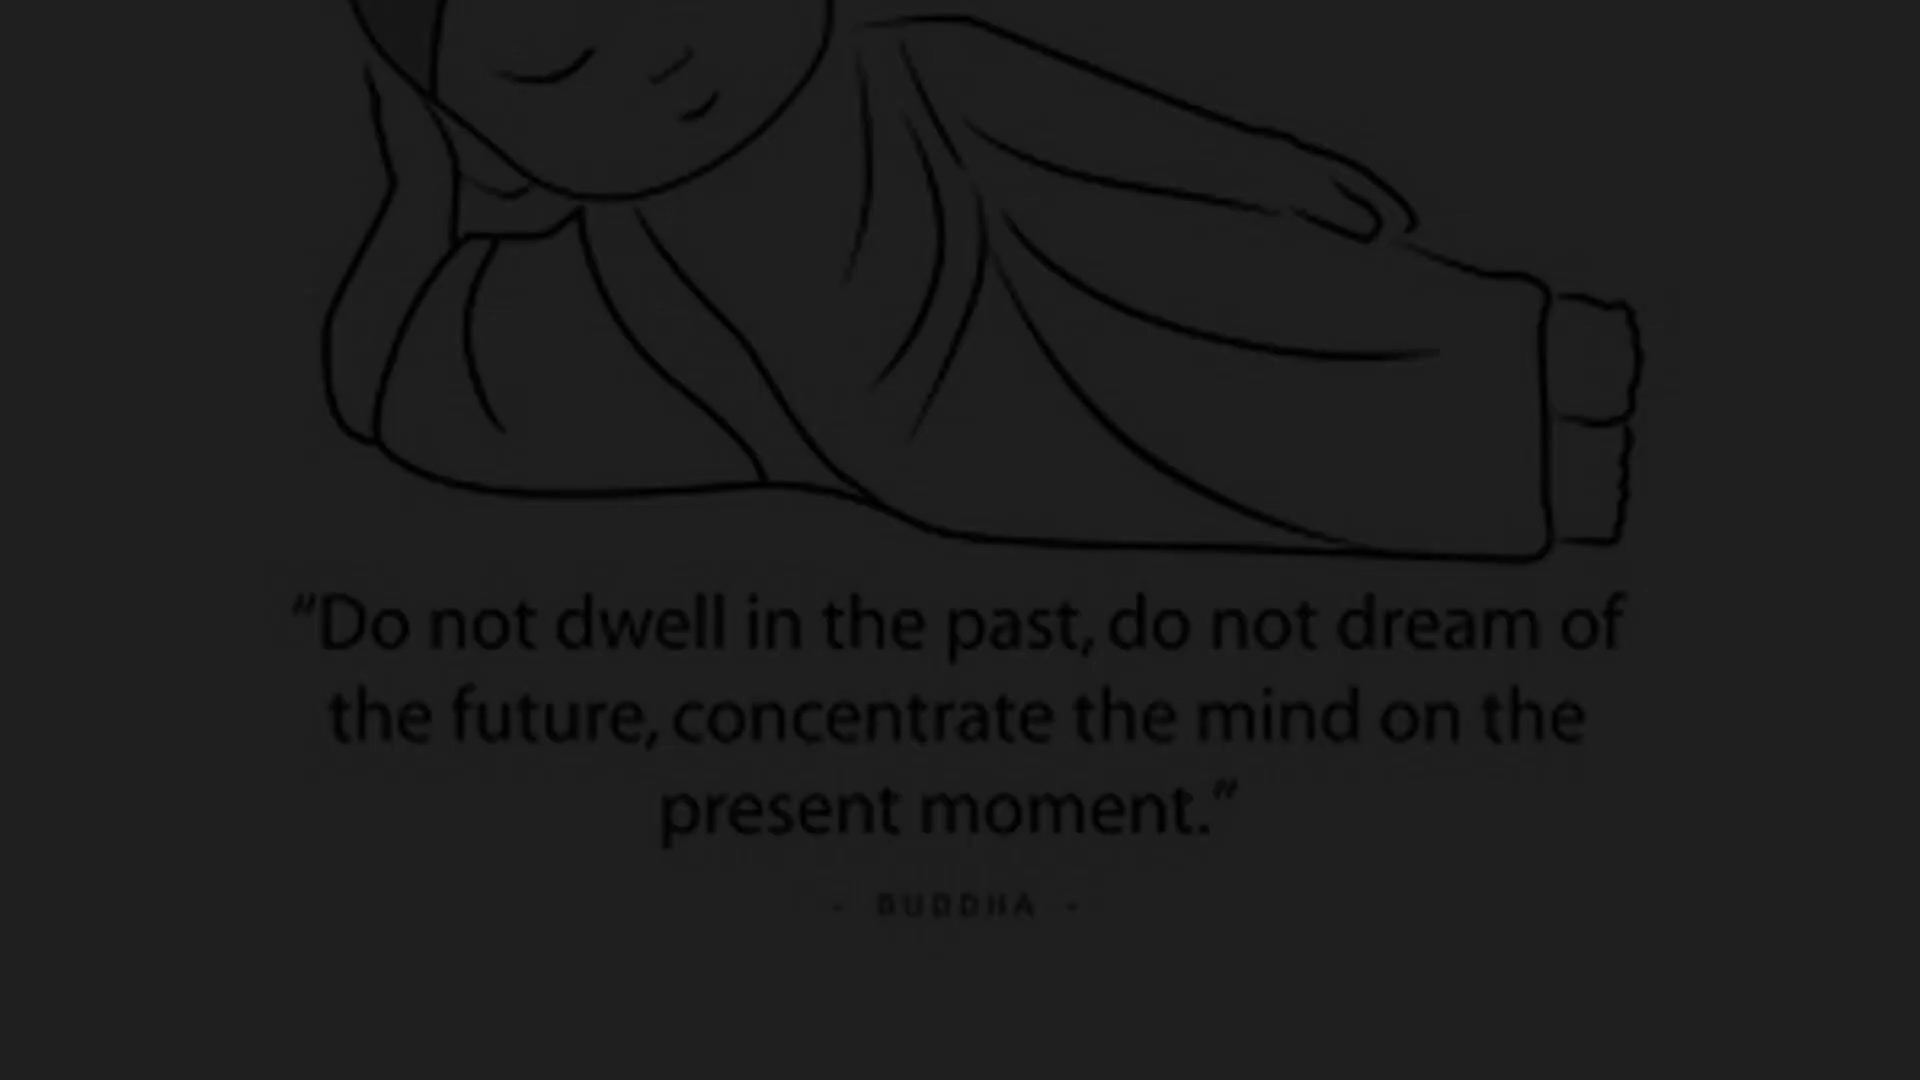 “Do not dwell in the past, do not dream of
the future, concentrate the mind on the
present moment.”
- BUDDHA -